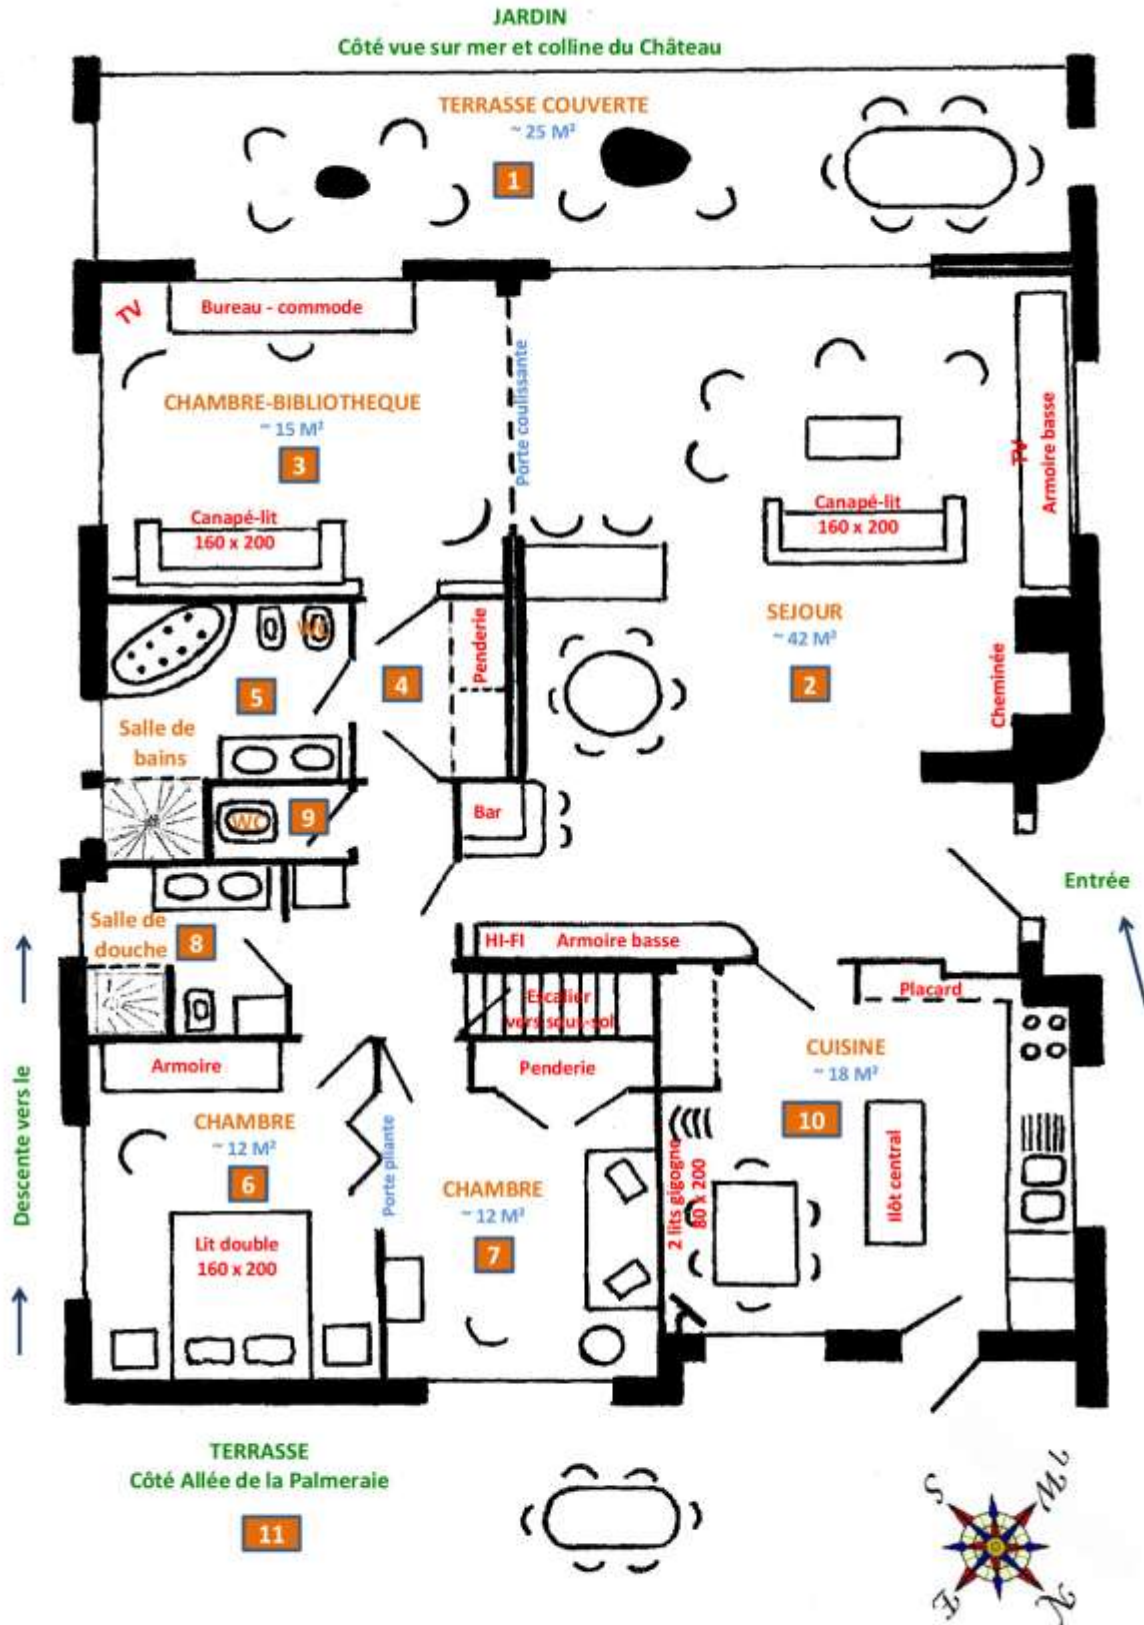 JARDIN
Côté vue sur mer et colline du Château
TERRASSE COUVERTE
~ 25 M²
1
TV
Bureau - commode
CHAMBRE-BIBLIOTHEQUE
~ 15 M²
3
Porte coulissante
Canapé-lit
160 x 200
TV
Armoire basse
Canapé-lit
160 x 200
SEJOUR
~ 42 M²
2
Cheminée
Penderie
4
WC
5
Salle de
bains
WC
9
Bar
Entrée
Salle de
douche
8
HI-FI Armoire basse
Escalier
vers sous-sol
Placard
Armoire
Penderie
CUISINE
~ 18 M²
10
Ilôt central
Descente vers le
CHAMBRE
~ 12 M²
6
Porte pliante
Lit double
160 x 200
CHAMBRE
~ 12 M²
7
2 lits gigogne
80 x 200
TERRASSE
Côté Allée de la Palmeraie
11
S
W
E
N